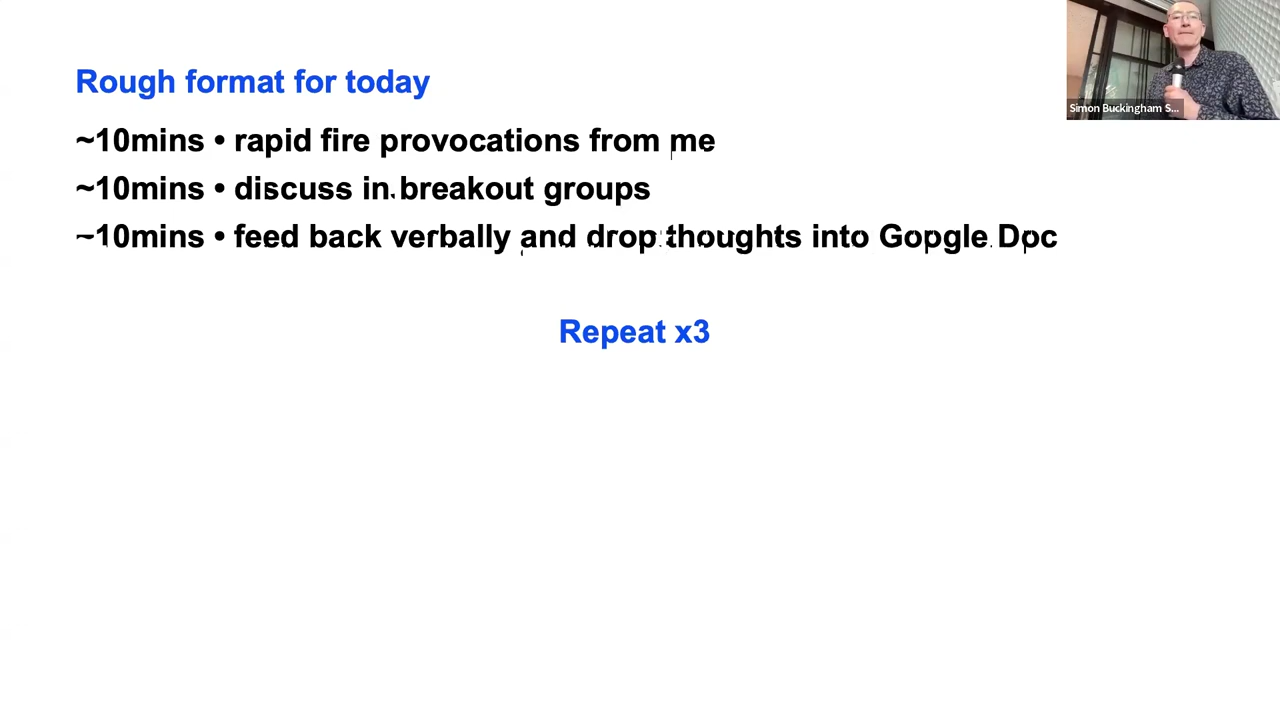 Rough format for today
~10mins • rapid fire provocations from me
~10mins • discuss in breakout groups
~10mins • feed back verbally and drop thoughts into Google Doc
Repeat x3
Simon Buckingham S...